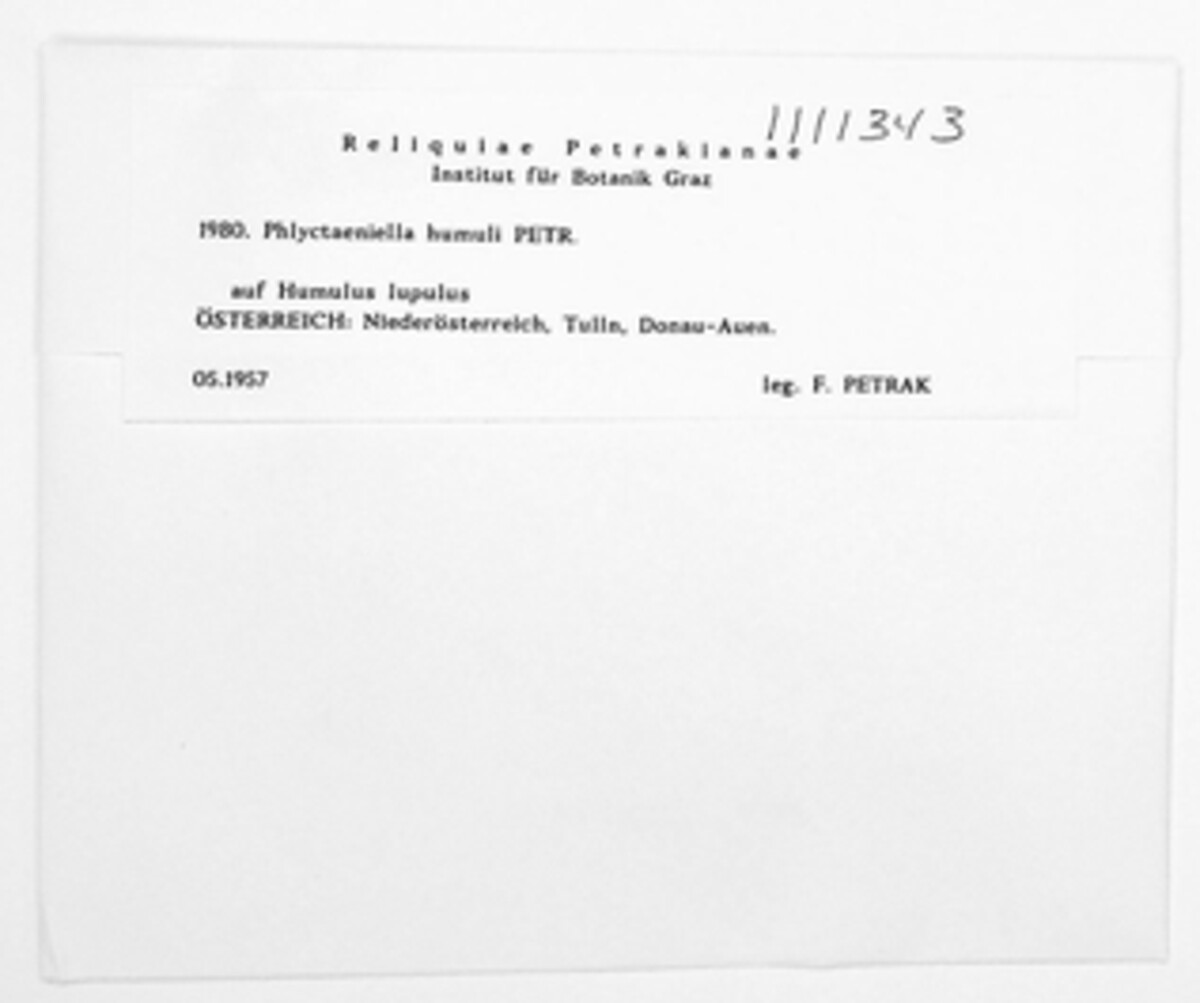 1111343
Reliquiae Petrakianae
Institut für Botanik Graz
1980. Phlyctaeniella humuli PETR.
auf Humulus lupulus
ÖSTERREICH: Niederösterreich, Tulln, Donau-Auen.
05.1957 leg. F. PETRAK